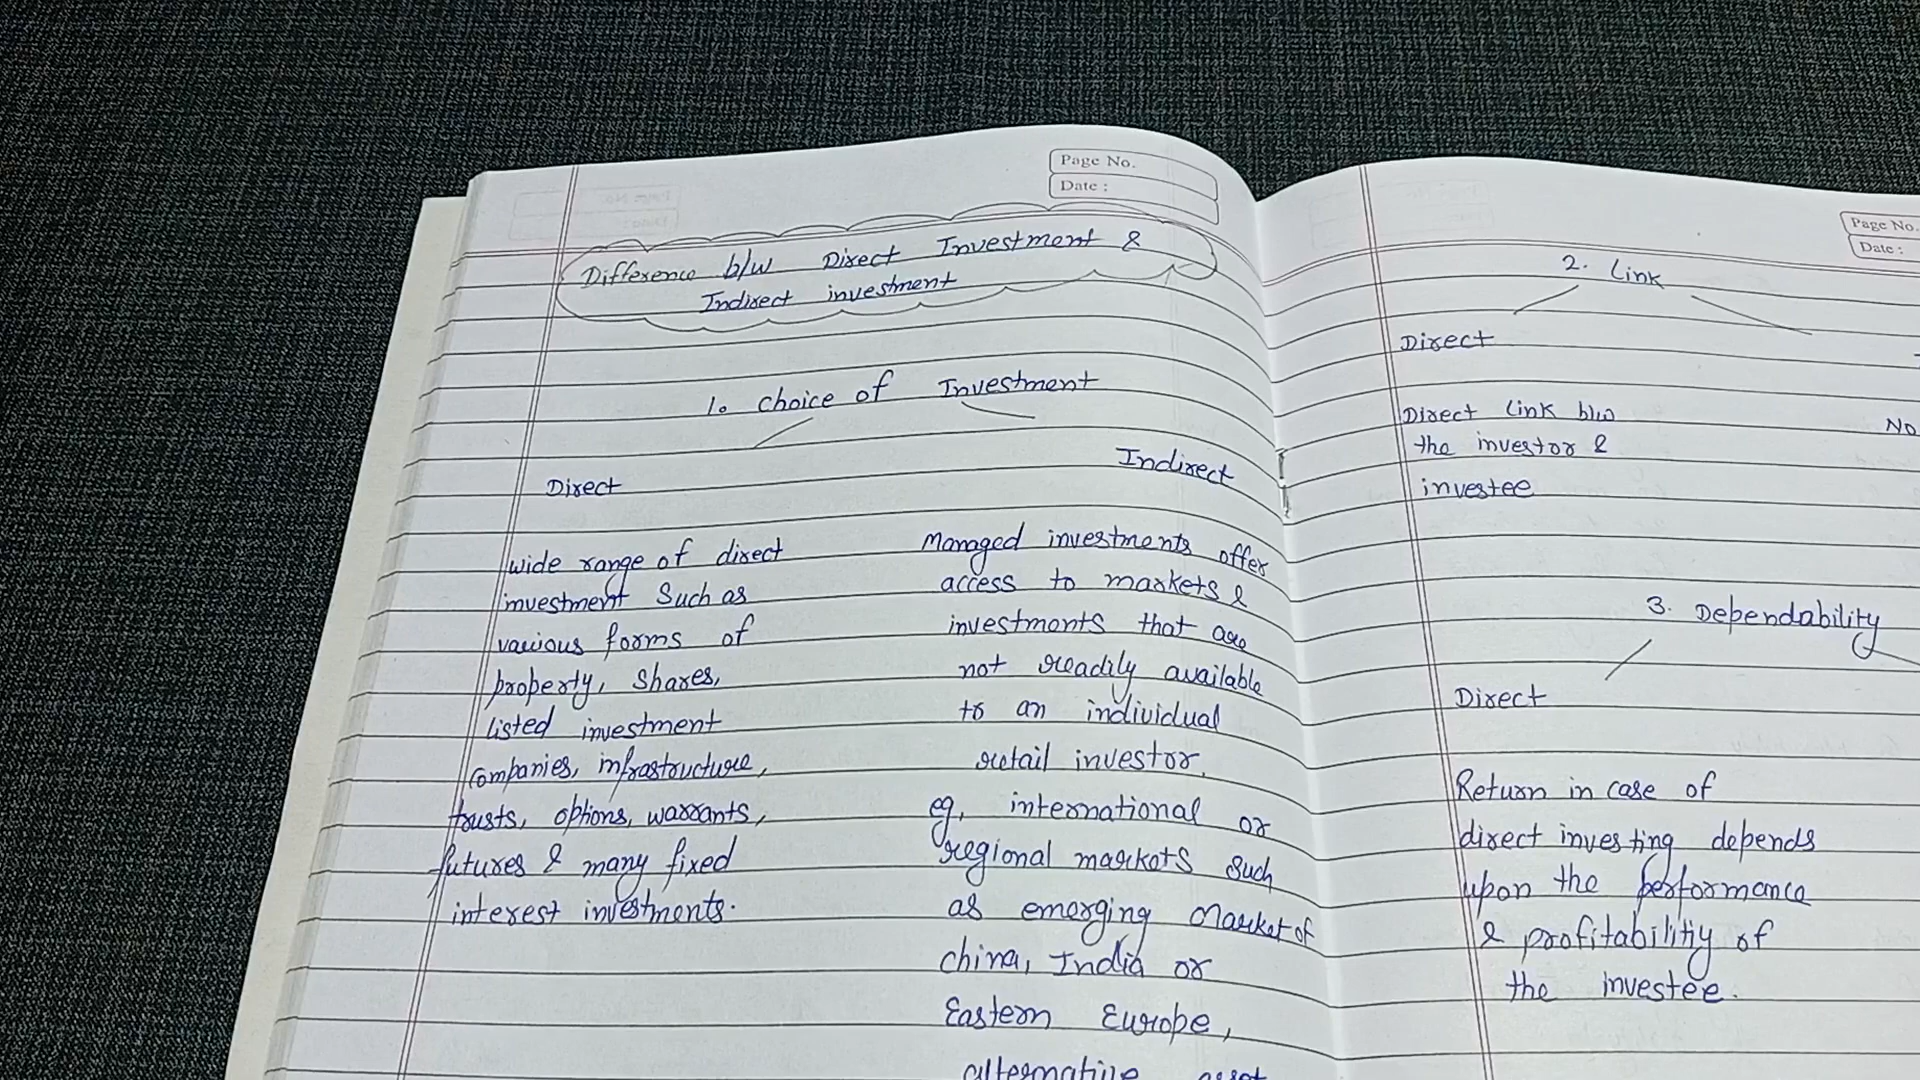 Page No.
Date :
Difference b/w Direct Investment &
Indirect investment
1. Choice of Investment
Direct
Indirect
wide range of direct
investment Such as
various forms of
property, Shares,
listed investment
companies, infrastructure,
trusts, options, warrants,
futures & many fixed
interest investments.
Managed investments offer
access to markets &
investments that are
not readily available
to an individual
retail investor.
eg, international or
regional markets Such
as emerging Market of
china, India or
Eastern Europe,
alternative asset
Page No.
Date :
2. Link
Direct
Direct Link b/w
the investor &
investee
No
3. Dependability
Direct
Return in case of
direct investing depends
upon the performance
& profitabilitiy of
the investee.